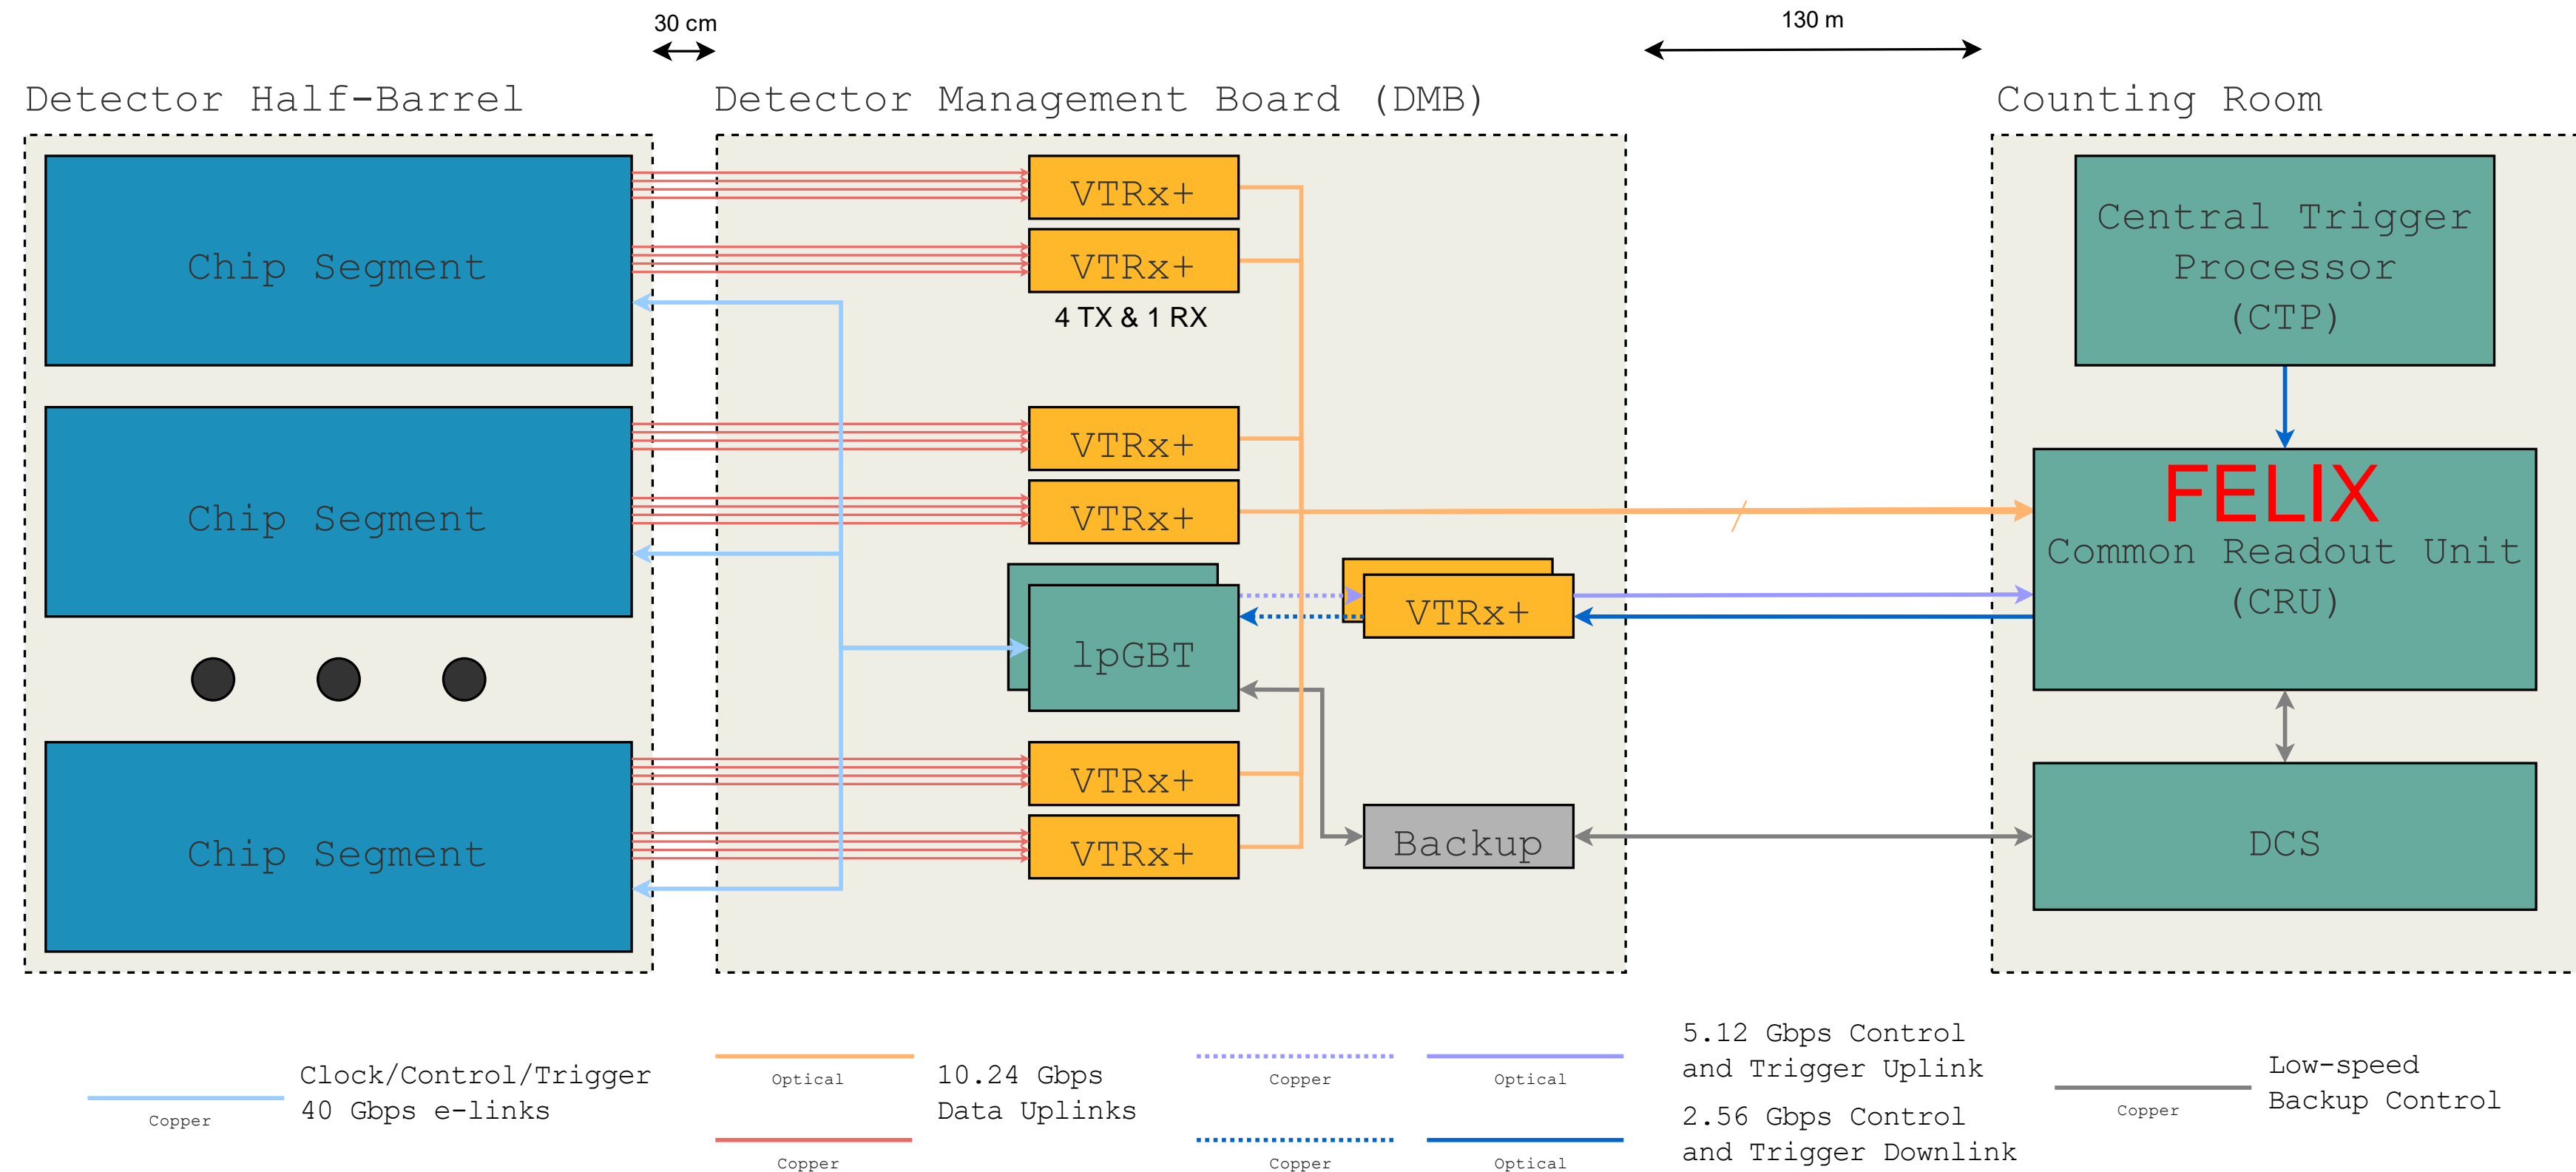 30 cm
130 m
Detector Half-Barrel
Detector Management Board (DMB)
Counting Room
Chip Segment
VTRx+
VTRx+
4 TX & 1 RX
Central Trigger
Processor
(CTP)
Chip Segment
VTRx+
VTRx+
FELIX
Common Readout Unit
(CRU)
lpGBT
VTRx+
Chip Segment
VTRx+
VTRx+
Backup
DCS
Copper
Clock/Control/Trigger
40 Gbps e-links
Optical
Copper
10.24 Gbps
Data Uplinks
Copper
Optical
5.12 Gbps Control
and Trigger Uplink
Copper
Optical
2.56 Gbps Control
and Trigger Downlink
Copper
Low-speed
Backup Control